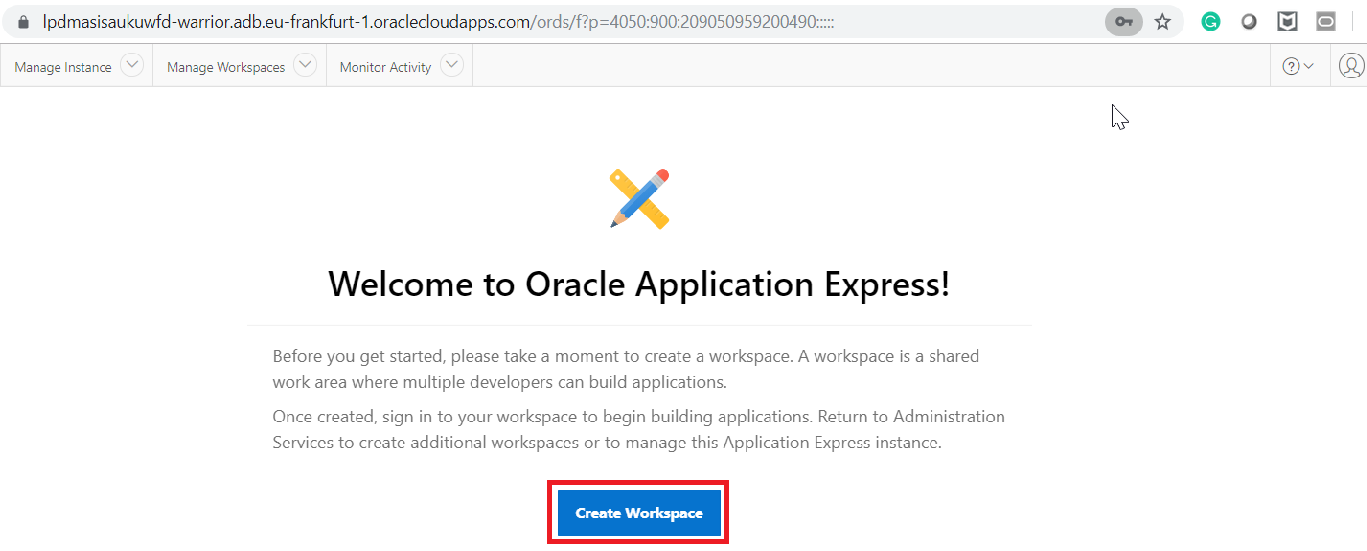 lpdmasisaukuwfd-warrior.adb.eu-frankfurt-1.oraclecloudapps.com/ords/f?p=4050:900:209050959200490:::::
Manage Instance Manage Workspaces Monitor Activity ?
Welcome to Oracle Application Express!
Before you get started, please take a moment to create a workspace. A workspace is a shared
work area where multiple developers can build applications.
Once created, sign in to your workspace to begin building applications. Return to Administration
Services to create additional workspaces or to manage this Application Express instance.
Create Workspace